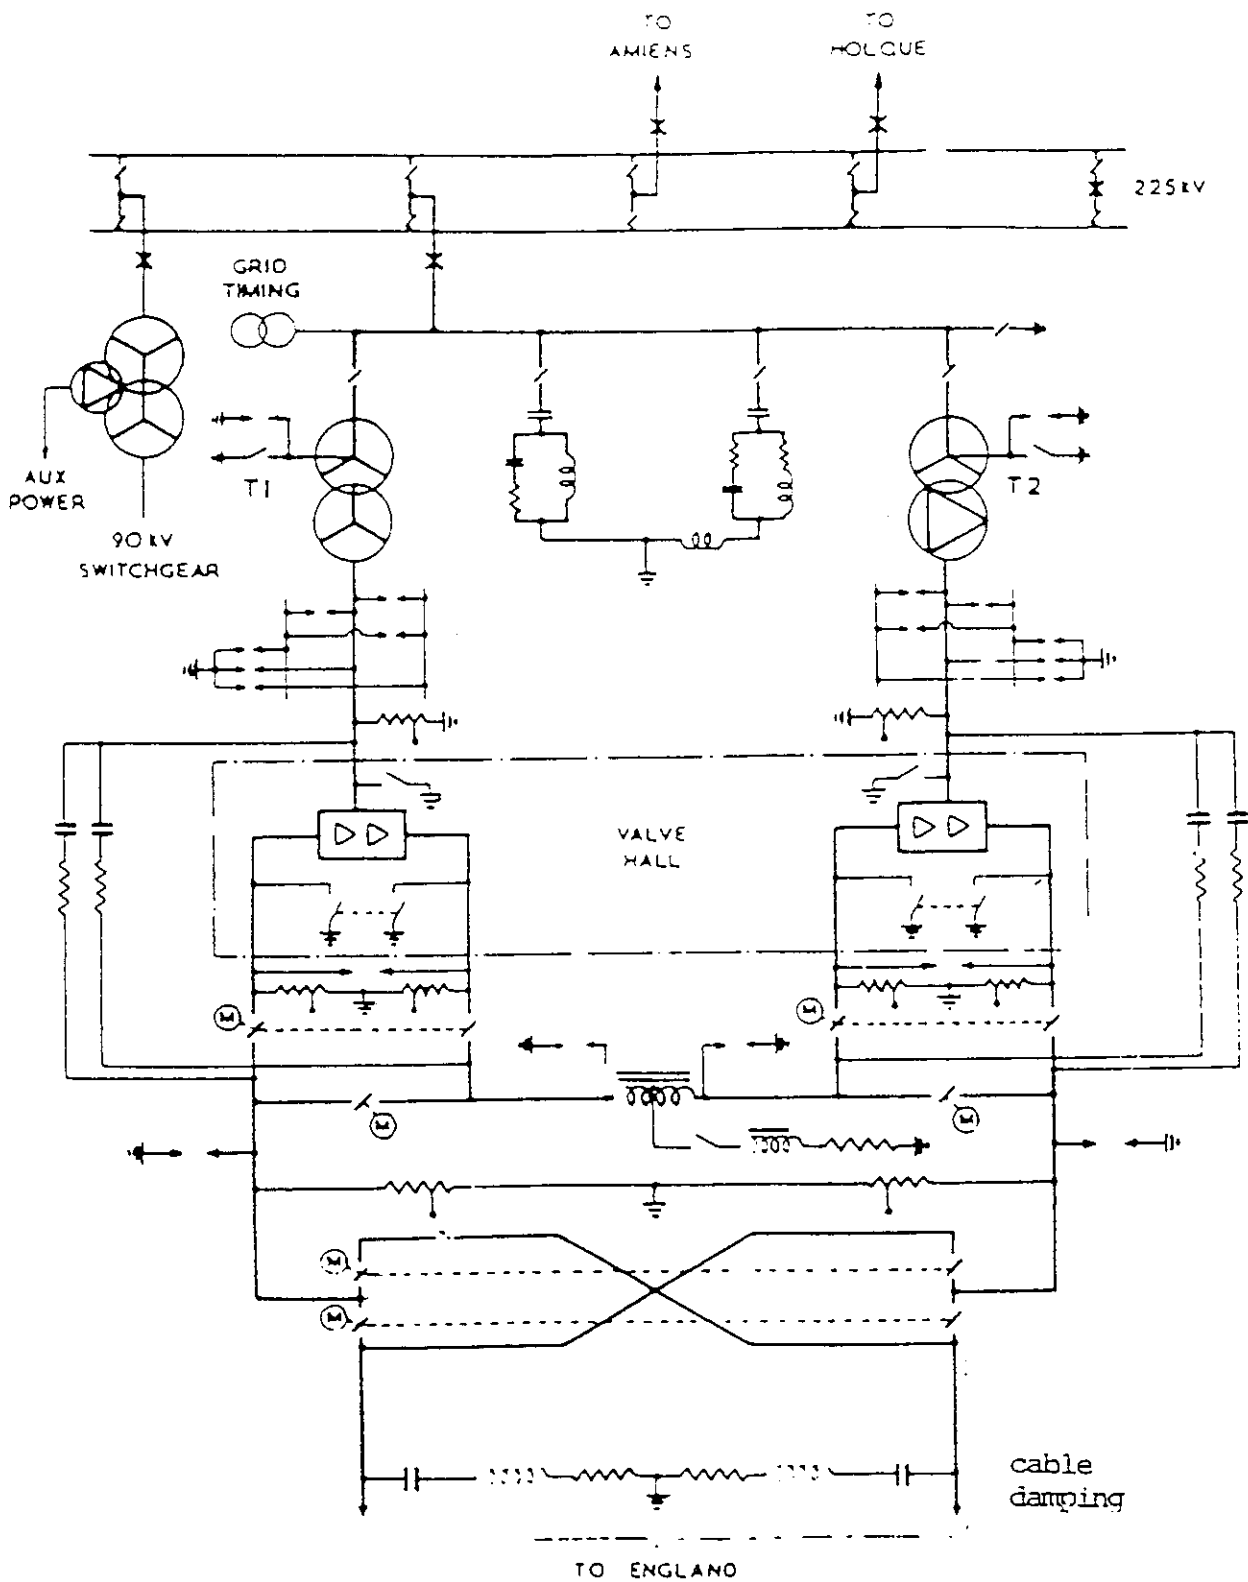 TO
AMIENS
TO
HOLQUE
225kV
GRID
TIMING
AUX
POWER
T1
T2
90kV
SWITCHGEAR
VALVE
HALL
M
M
M
M
M
M
cable
damping
TO ENGLAND